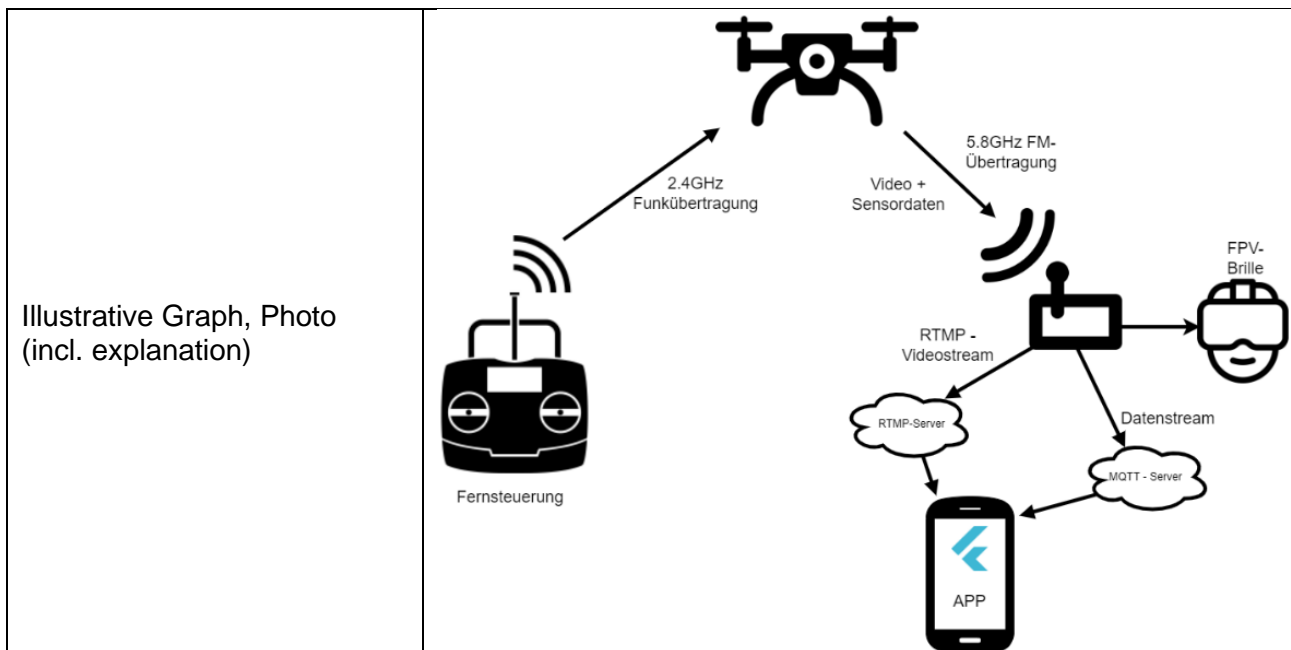 Illustrative Graph, Photo
(incl. explanation)
2.4GHz
Funkübertragung
5.8GHz FM-
Übertragung
Video +
Sensordaten
FPV-
Brille
RTMP -
Videostream
RTMP-Server
Datenstream
MQTT - Server
Fernsteuerung
APP